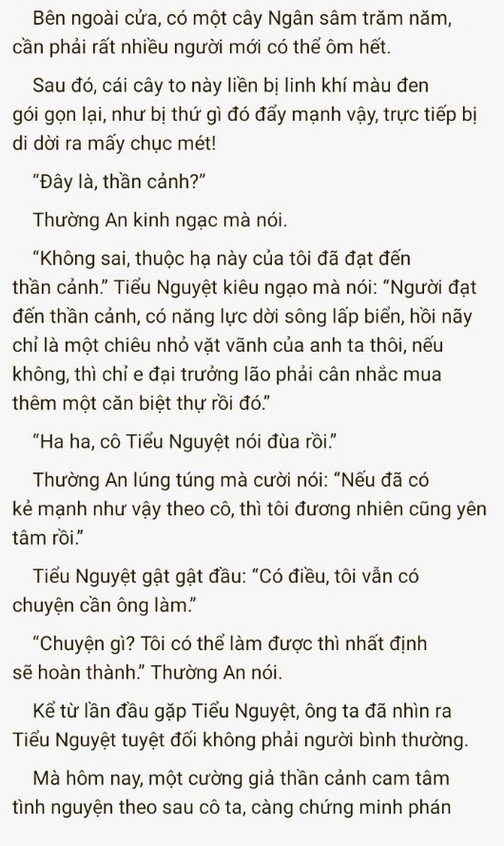 Bên ngoài cửa, có một cây Ngân sâm trăm năm,
cần phải rất nhiều người mới có thể ôm hết.
Sau đó, cái cây to này liền bị linh khí màu đen
gói gọn lại, như bị thứ gì đó đẩy mạnh vậy, trực tiếp bị
di dời ra mấy chục mét!
“Đây là, thần cảnh?”
Thường An kinh ngạc mà nói.
“Không sai, thuộc hạ này của tôi đã đạt đến
thần cảnh.” Tiểu Nguyệt kiêu ngạo mà nói: “Người đạt
đến thần cảnh, có năng lực dời sông lấp biển, hồi nãy
chỉ là một chiêu nhỏ vặt vãnh của anh ta thôi, nếu
không, thì chỉ e đại trưởng lão phải cân nhắc mua
thêm một căn biệt thự rồi đó.”
“Ha ha, cô Tiểu Nguyệt nói đùa rồi.”
Thường An lúng túng mà cười nói: “Nếu đã có
kẻ mạnh như vậy theo cô, thì tôi đương nhiên cũng yên
tâm rồi.”
Tiểu Nguyệt gật gật đầu: “Có điều, tôi vẫn có
chuyện cần ông làm.”
“Chuyện gì? Tôi có thể làm được thì nhất định
sẽ hoàn thành.” Thường An nói.
Kể từ lần đầu gặp Tiểu Nguyệt, ông ta đã nhìn ra
Tiểu Nguyệt tuyệt đối không phải người bình thường.
Mà hôm nay, một cường giả thần cảnh cam tâm
tình nguyện theo sau cô ta, càng chứng minh phán